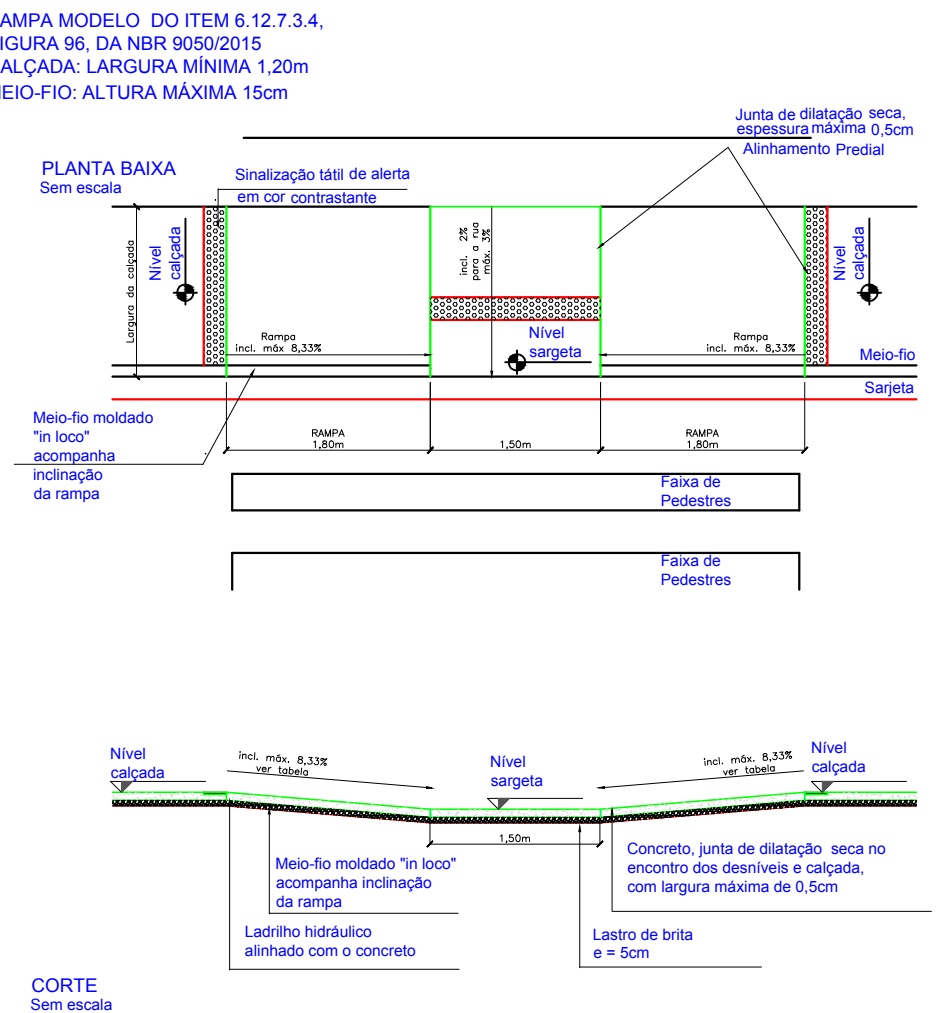 AMPA MODELO DO ITEM 6.12.7.3.4,
IGURA 96, DA NBR 9050/2015
ALÇADA: LARGURA MÍNIMA 1,20m
MEIO-FIO: ALTURA MÁXIMA 15cm
Junta de dilatação seca,
espessura máxima 0,5cm
Alinhamento Predial
PLANTA BAIXA
Sem escala
Sinalização tátil de alerta
em cor contrastante
Largura da calçada
Nível
calçada
incl. 2%
para a rua
máx. 3%
Nível
calçada
Rampa
incl. máx 8,33%
Nível
sargeta
Rampa
incl. máx. 8,33%
Meio-fio
Sarjeta
Meio-fio moldado
"in loco"
acompanha
inclinação
da rampa
RAMPA
1,80m
1,50m
RAMPA
1,80m
Faixa de
Pedestres
Faixa de
Pedestres
Nível
calçada
incl. máx. 8,33%
ver tabela
Nível
sargeta
incl. máx. 8,33%
ver tabela
Nível
calçada
1,50m
Meio-fio moldado "in loco"
acompanha inclinação
da rampa
Concreto, junta de dilatação seca no
encontro dos desníveis e calçada,
com largura máxima de 0,5cm
Ladrilho hidráulico
alinhado com o concreto
Lastro de brita
e = 5cm
CORTE
Sem escala